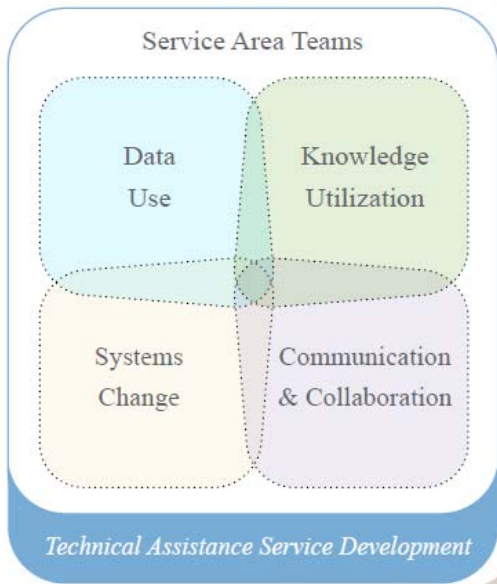 Service Area Teams
Data
Use
Knowledge
Utilization
Systems
Change
Communication
& Collaboration
Technical Assistance Service Development